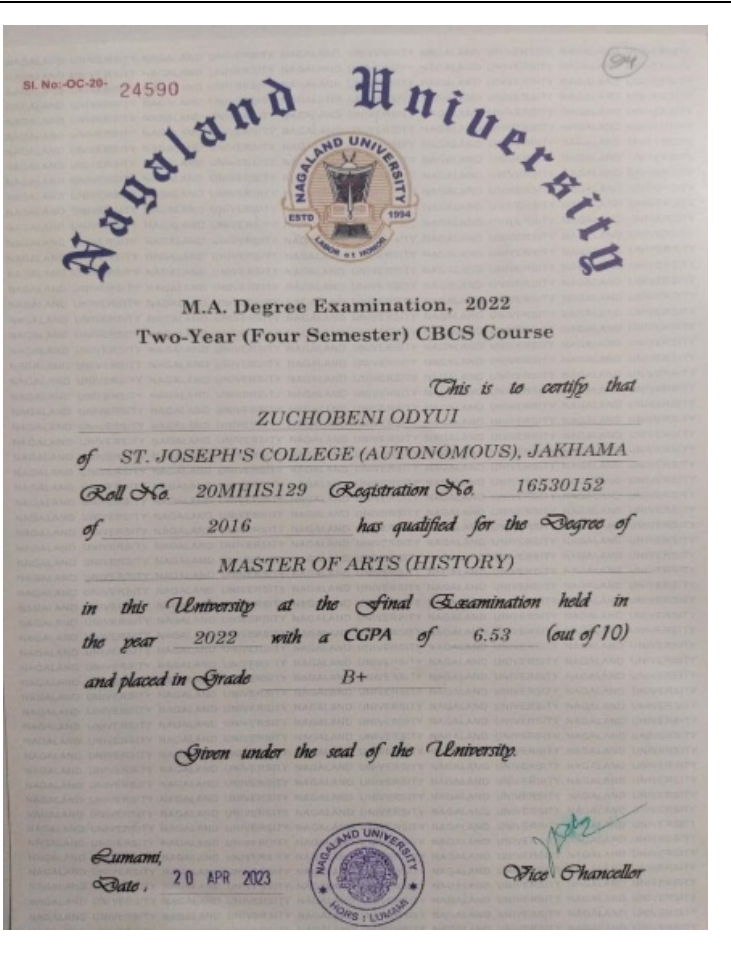 Sl. No:-OC-20- 24590
Nagaland University
NAGALAND UNIVERSITY
ESTD 1994
LABOR ET HONOR
M.A. Degree Examination, 2022
Two-Year (Four Semester) CBCS Course
This is to certify that
ZUCHOBENI ODYUI
of ST. JOSEPH'S COLLEGE (AUTONOMOUS), JAKHAMA
Roll No. 20MHIS129 Registration No. 16530152
of 2016 has qualified for the Degree of
MASTER OF ARTS (HISTORY)
in this University at the Final Examination held in
the year 2022 with a CGPA of 6.53 (out of 10)
and placed in Grade B+
Given under the seal of the University.
Lumami,
Date : 20 APR 2023
NAGALAND UNIVERSITY
HQRS : LUMAMI
Vice Chancellor